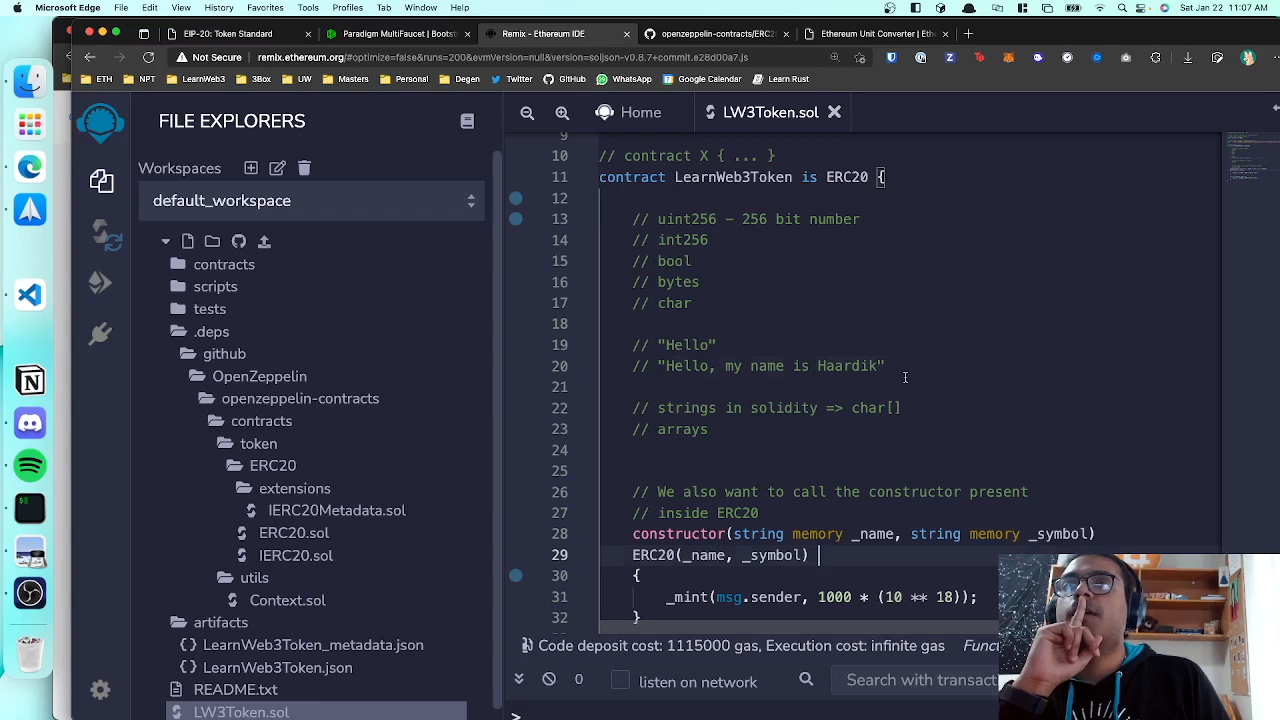 Microsoft Edge File Edit View History Favorites Tools Profiles Tab Window Help Sat Jan 22 11:07 AM
EIP-20: Token Standard Paradigm MultiFaucet | Bootst Remix - Ethereum IDE openzeppelin-contracts/ERC2 Ethereum Unit Converter | Eth
Not Secure | remix.ethereum.org/#optimize=false&runs=200&evmVersion=null&version=soljson-v0.8.7+commit.e28d00a7.js
ETH LearnWeb3 3Box UW Masters Personal Degen Twitter GitHub WhatsApp Google Calendar Learn Rust
FILE EXPLORERS
Home
LW3Token.sol
Workspaces
default_workspace
contracts
scripts
tests
.deps
github
OpenZeppelin
openzeppelin-contracts
contracts
token
ERC20
extensions
IERC20Metadata.sol
ERC20.sol
IERC20.sol
utils
Context.sol
artifacts
LearnWeb3Token_metadata.json
LearnWeb3Token.json
README.txt
LW3Token.sol
9
10 // contract X { ... }
11 contract LearnWeb3Token is ERC20 {
12
13 // uint256 - 256 bit number
14 // int256
15 // bool
16 // bytes
17 // char
18
19 // "Hello"
20 // "Hello, my name is Haardik"
21
22 // strings in solidity => char[]
23 // arrays
24
25
26 // We also want to call the constructor present
27 // inside ERC20
28 constructor(string memory _name, string memory _symbol)
29 ERC20(_name, _symbol)
30 {
31 _mint(msg.sender, 1000 * (10 ** 18));
32 }
Code deposit cost: 1115000 gas, Execution cost: infinite gas Funct
0 listen on network Search with transact
>